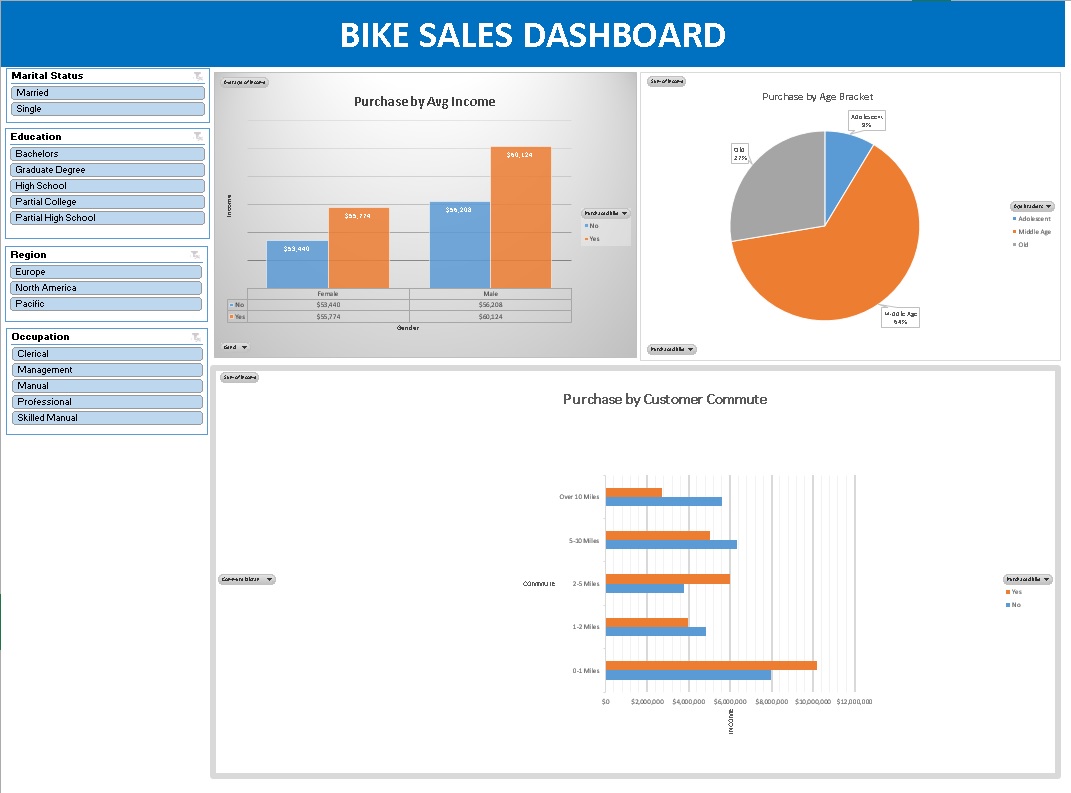 BIKE SALES DASHBOARD
Marital Status
Married
Single
Education
Bachelors
Graduate Degree
High School
Partial College
Partial High School
Region
Europe
North America
Pacific
Occupation
Clerical
Management
Manual
Professional
Skilled Manual
Average of Income
Purchase by Avg Income
Income
$53,440
$55,774
$56,208
$60,124
Female
Male
No
$53,440
$56,208
Yes
$55,774
$60,124
Gender
Purchased Bike
No
Yes
Sum of Income
Purchase by Age Bracket
Adolescent
9%
Old
27%
Middle Age
64%
Age brackets
Adolescent
Middle Age
Old
Purchased Bike
Sum of Income
Purchase by Customer Commute
COMMUTE
Over 10 Miles
5-10 Miles
2-5 Miles
1-2 Miles
0-1 Miles
$0 $2,000,000 $4,000,000 $6,000,000 $8,000,000 $10,000,000 $12,000,000
INCOME
Purchased Bike
Yes
No